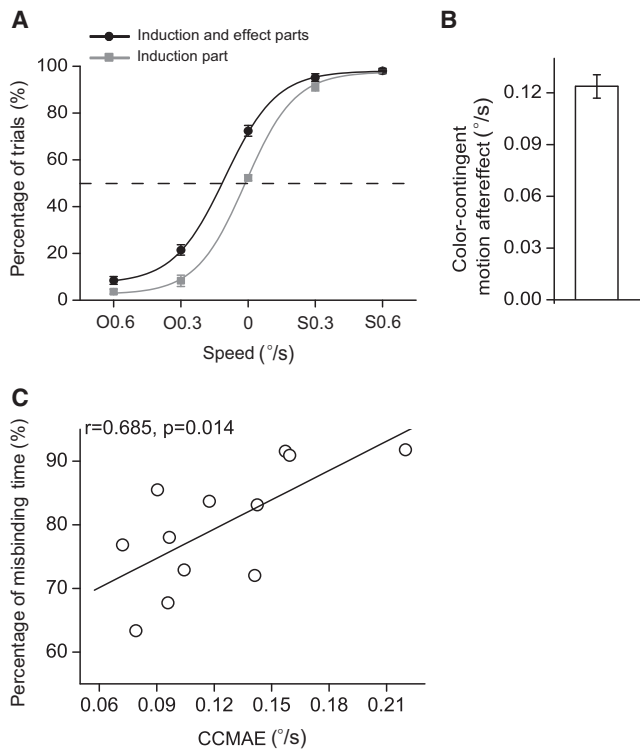 A
Induction and effect parts
Induction part
Percentage of trials (%)
100
80
60
40
20
0
O0.6
O0.3
0
S0.3
S0.6
Speed (°/s)
B
Color-contingent
motion aftereffect (°/s)
0.12
0.09
0.06
0.03
0.00
C
r=0.685, p=0.014
Percentage of misbinding time (%)
90
80
70
60
0.06
0.09
0.12
0.15
0.18
0.21
CCMAE (°/s)